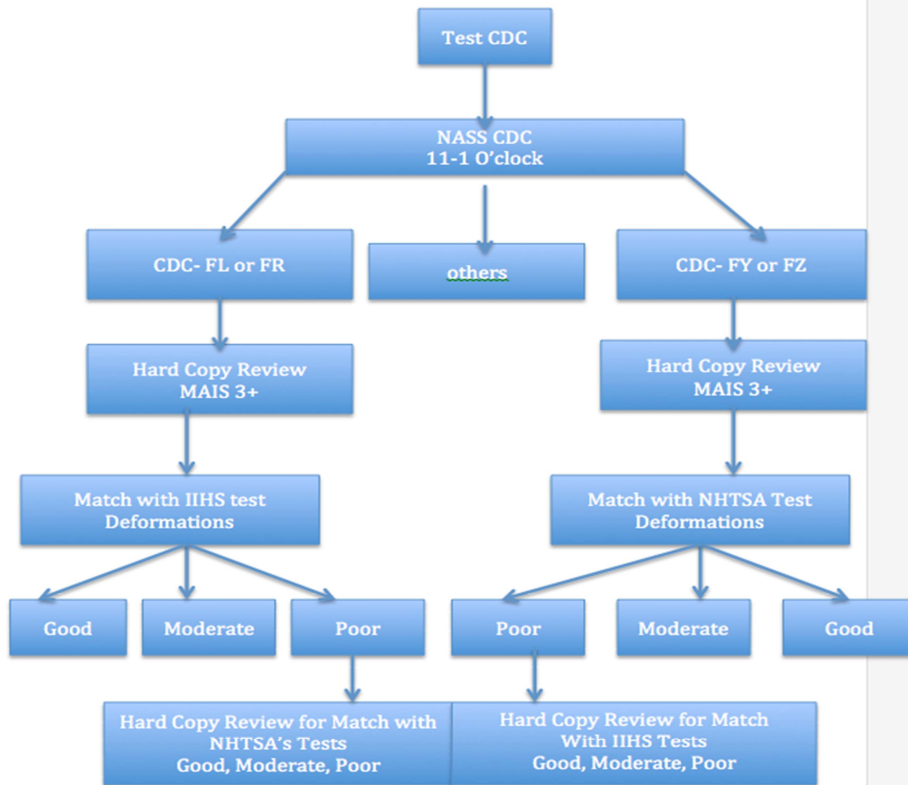 Test CDC
NASS CDC
11-1 O'clock
CDC- FL or FR
others
CDC- FY or FZ
Hard Copy Review
MAIS 3+
Hard Copy Review
MAIS 3+
Match with IIHS test
Deformations
Match with NHTSA Test
Deformations
Good
Moderate
Poor
Poor
Moderate
Good
Hard Copy Review for Match with
NHTSA's Tests
Good, Moderate, Poor
Hard Copy Review for Match
With IIHS Tests
Good, Moderate, Poor